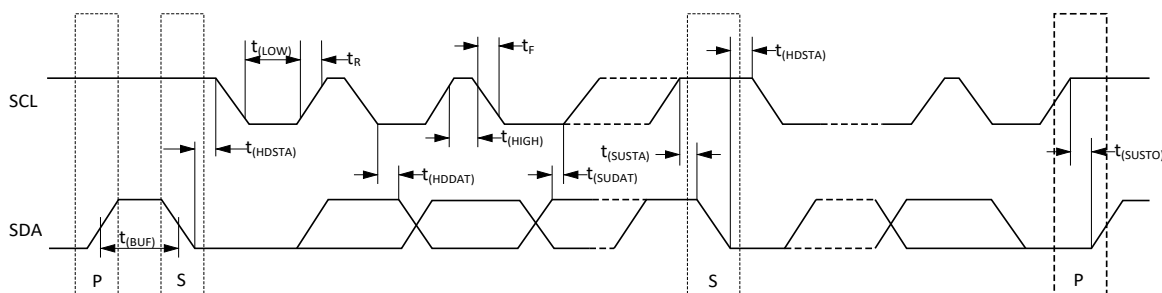 SCL
t(LOW)
tR
tF
t(HDSTA)
t(HDSTA)
t(HIGH)
t(HDDAT)
t(SUDAT)
t(SUSTA)
t(SUSTO)
SDA
t(BUF)
P
S
S
P